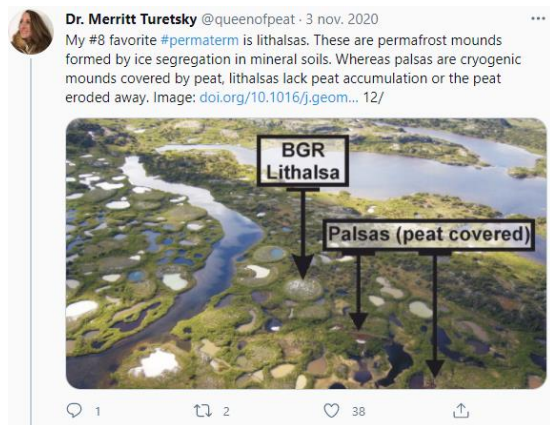 Dr. Merritt Turetsky @queenofpeat · 3 nov. 2020
My #8 favorite #permaterm is lithalsas. These are permafrost mounds
formed by ice segregation in mineral soils. Whereas palsas are cryogenic
mounds covered by peat, lithalsas lack peat accumulation or the peat
eroded away. Image: doi.org/10.1016/j.geom... 12/
BGR
Lithalsa
Palsas (peat covered)
1 2 38